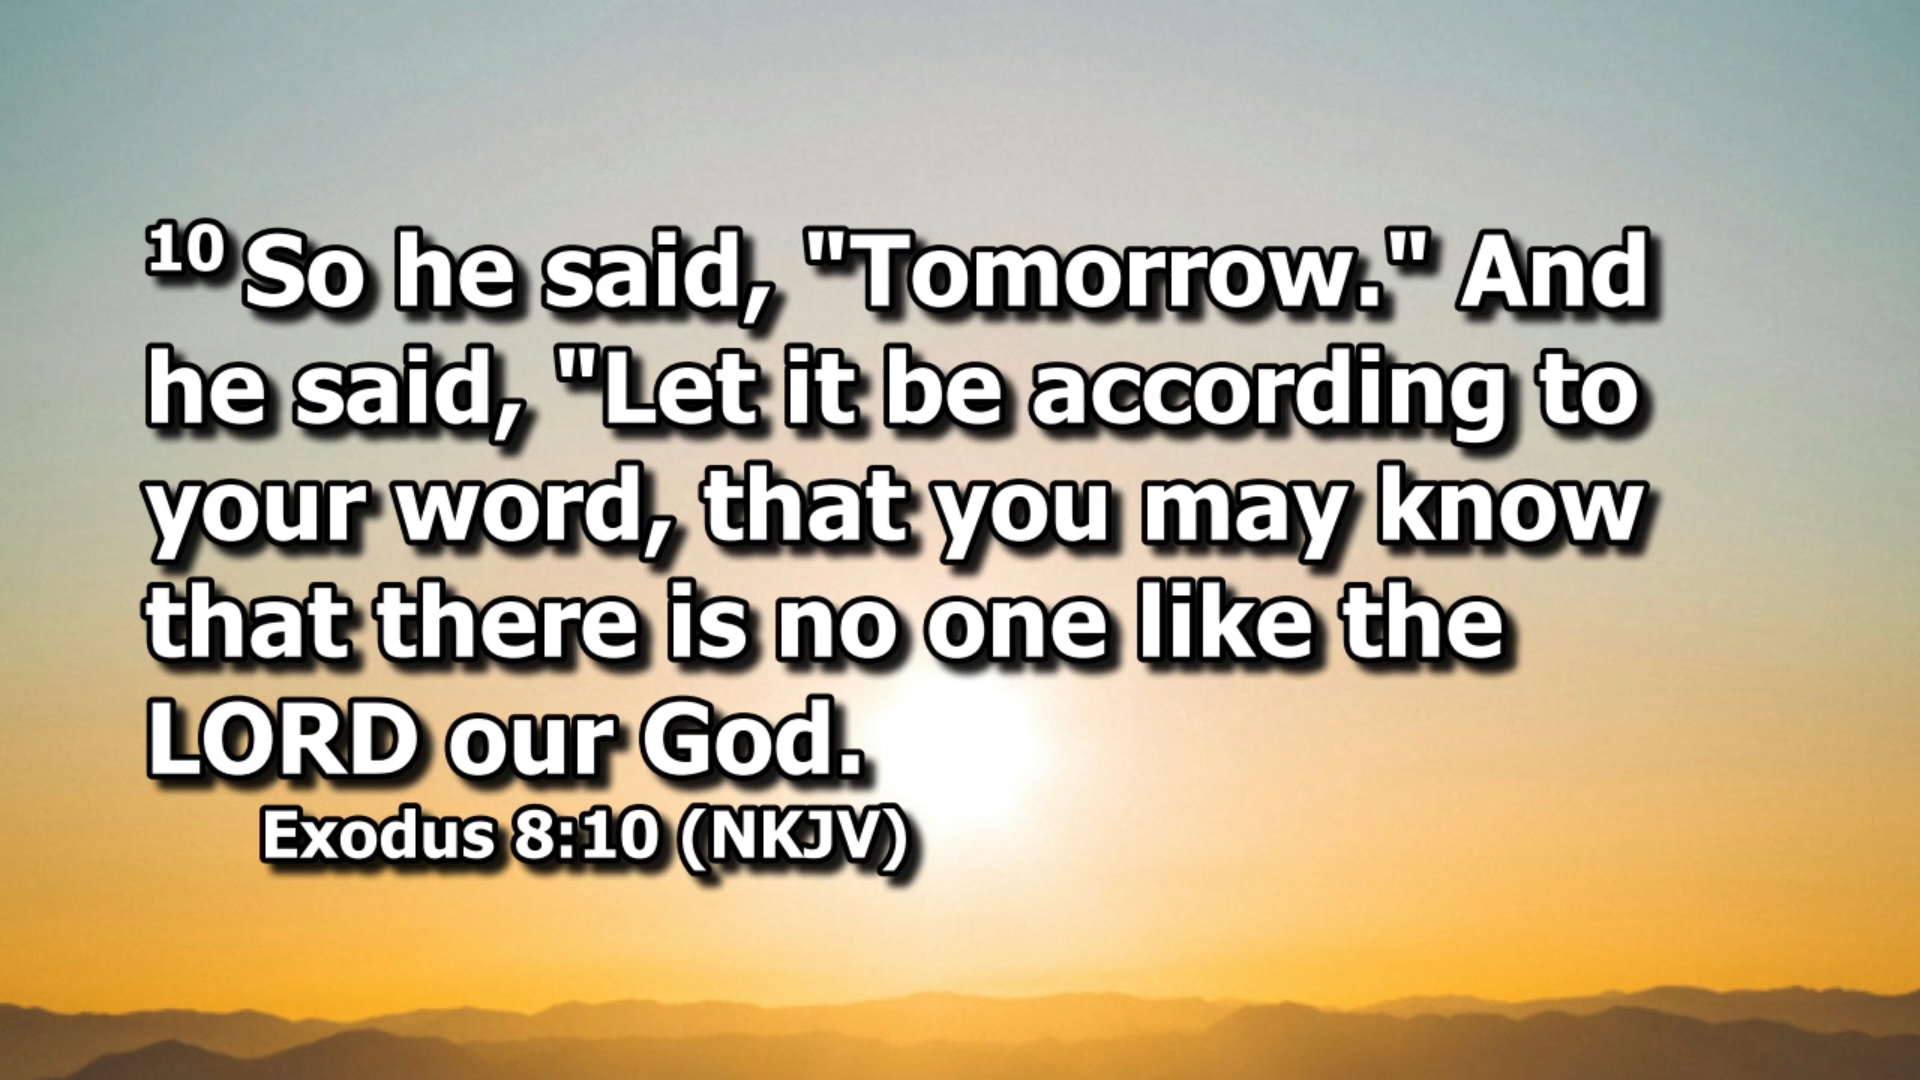 10 So he said, "Tomorrow." And
he said, "Let it be according to
your word, that you may know
that there is no one like the
LORD our God.
Exodus 8:10 (NKJV)